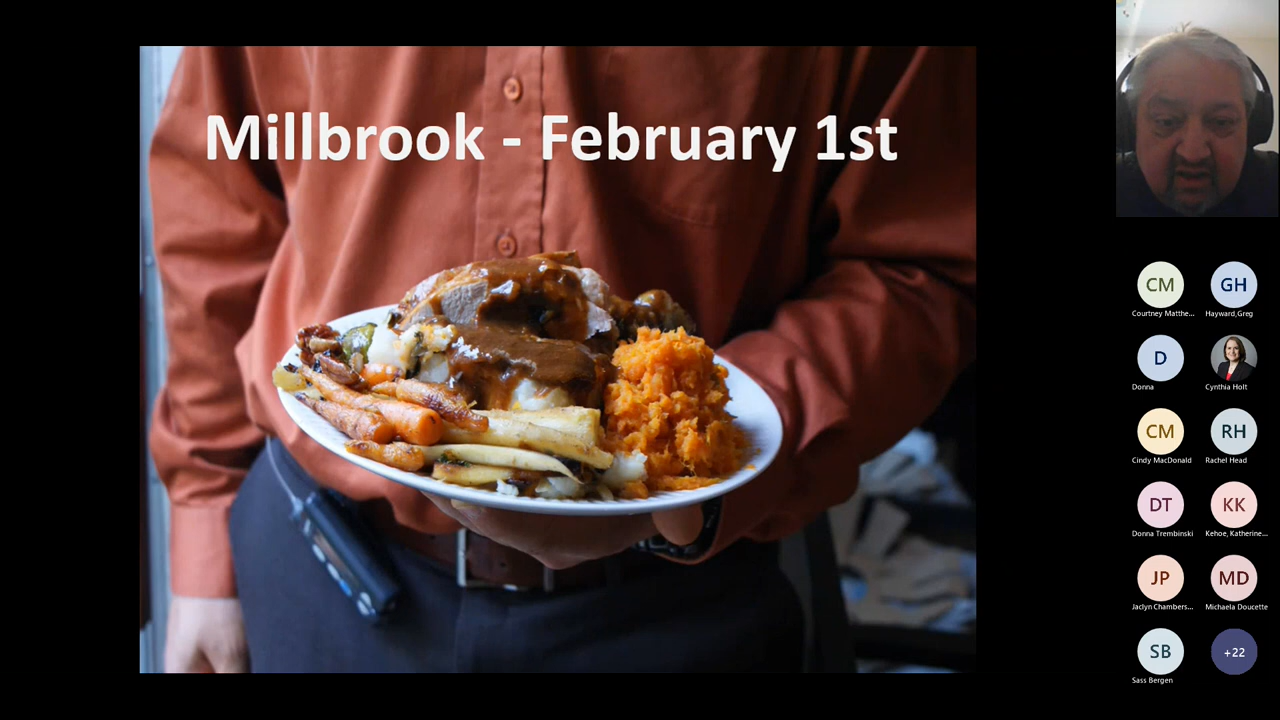 Millbrook - February 1st
CM GH
Courtney Matthe... Hayward,Greg
D
Donna Cynthia Holt
CM RH
Cindy MacDonald Rachel Head
DT KK
Donna Trembinski Kehoe, Katherine...
JP MD
Jaclyn Chambers... Michaela Doucette
SB +22
Sass Bergen